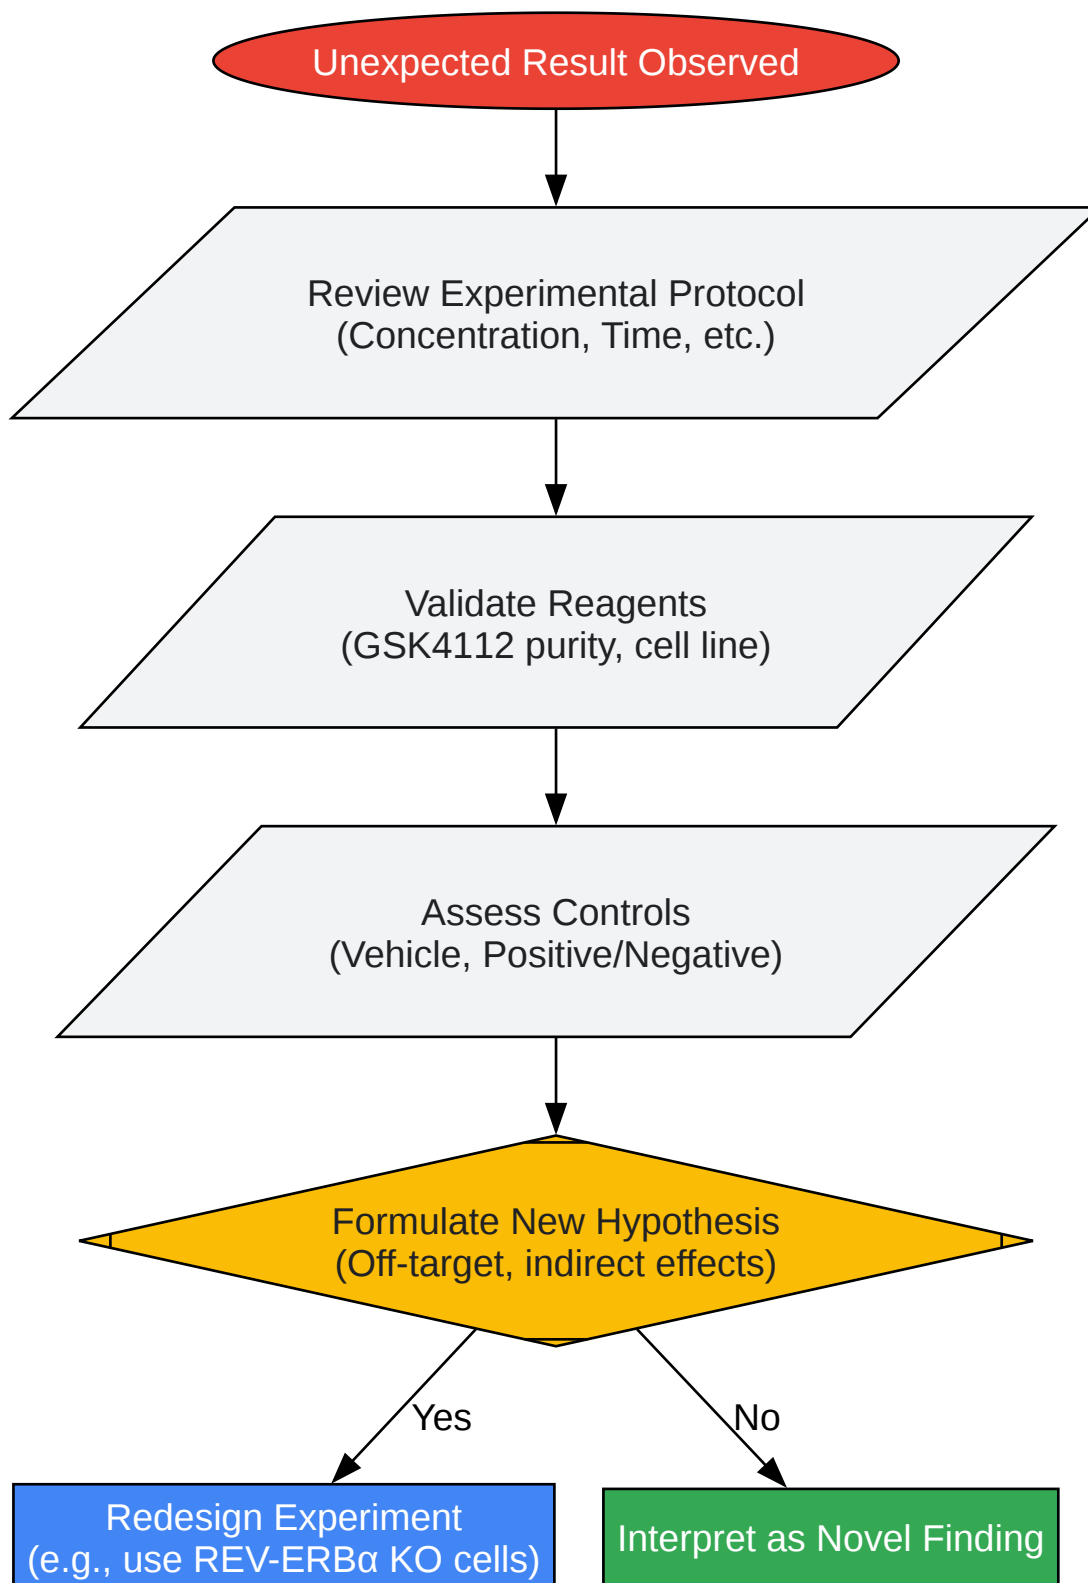 Unexpected Result Observed
Review Experimental Protocol
(Concentration, Time, etc.)
Validate Reagents
(GSK4112 purity, cell line)
Assess Controls
(Vehicle, Positive/Negative)
Formulate New Hypothesis
(Off-target, indirect effects)
Yes
No
Redesign Experiment
(e.g., use REV-ERBα KO cells)
Interpret as Novel Finding